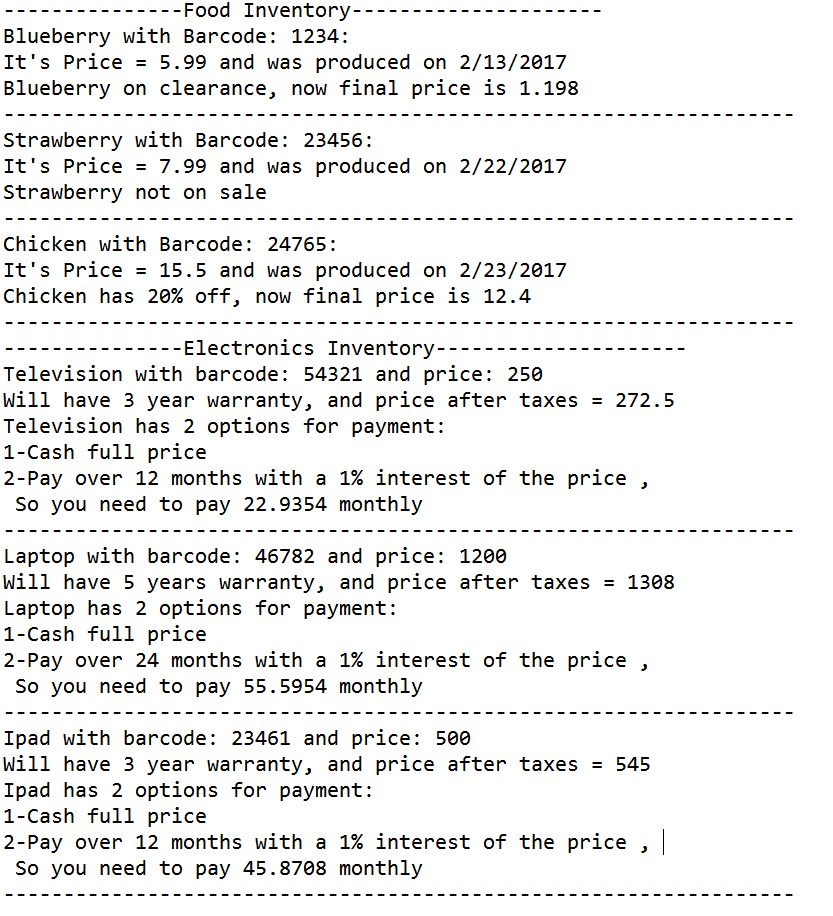 ---------------Food Inventory---------------------
Blueberry with Barcode: 1234:
It's Price = 5.99 and was produced on 2/13/2017
Blueberry on clearance, now final price is 1.198
------------------------------------------------------------------
Strawberry with Barcode: 23456:
It's Price = 7.99 and was produced on 2/22/2017
Strawberry not on sale
------------------------------------------------------------------
Chicken with Barcode: 24765:
It's Price = 15.5 and was produced on 2/23/2017
Chicken has 20% off, now final price is 12.4
------------------------------------------------------------------
---------------Electronics Inventory---------------------
Television with barcode: 54321 and price: 250
Will have 3 year warranty, and price after taxes = 272.5
Television has 2 options for payment:
1-Cash full price
2-Pay over 12 months with a 1% interest of the price ,
 So you need to pay 22.9354 monthly
------------------------------------------------------------------
Laptop with barcode: 46782 and price: 1200
Will have 5 years warranty, and price after taxes = 1308
Laptop has 2 options for payment:
1-Cash full price
2-Pay over 24 months with a 1% interest of the price ,
 So you need to pay 55.5954 monthly
------------------------------------------------------------------
Ipad with barcode: 23461 and price: 500
Will have 3 year warranty, and price after taxes = 545
Ipad has 2 options for payment:
1-Cash full price
2-Pay over 12 months with a 1% interest of the price ,
 So you need to pay 45.8708 monthly
------------------------------------------------------------------